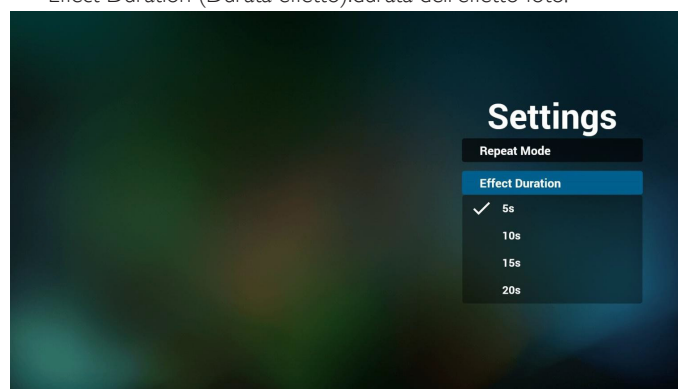 Effect Duration (Durata effetto):durata dell'effetto foto.
Settings
Repeat Mode
Effect Duration
5s
10s
15s
20s